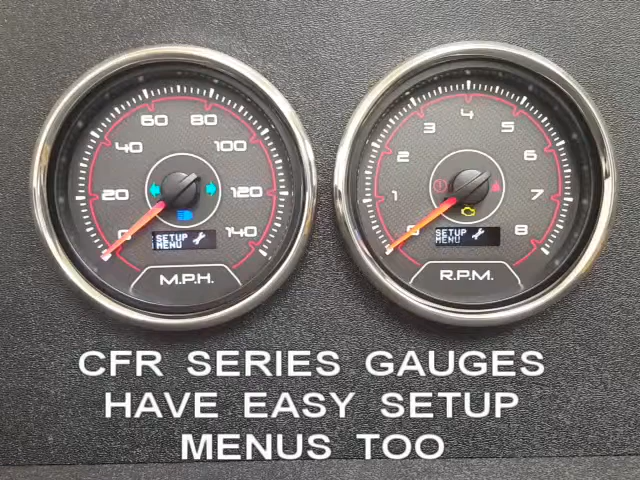 0 20 40 60 80 100 120 140
SETUP
MENU
M.P.H.
0 1 2 3 4 5 6 7 8
SETUP
MENU
R.P.M.
CFR SERIES GAUGES
HAVE EASY SETUP
MENUS TOO